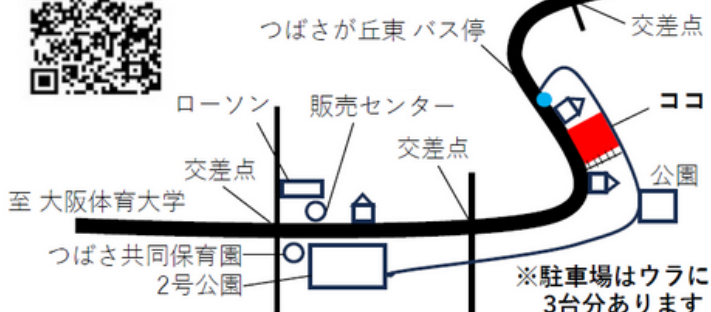 つばさが丘東 バス停
交差点
ローソン
販売センター
ココ
交差点
交差点
公園
至 大阪体育大学
つばさ共同保育園
2号公園
※駐車場はウラに
3台分あります